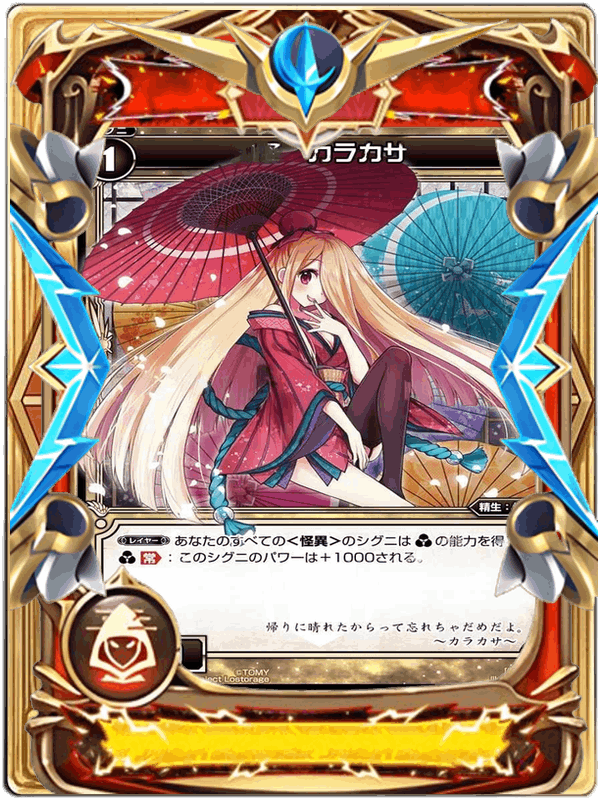 1
カラカサ
精生：
レイヤー あなたのすべての＜怪異＞のシグニは の能力を得
常：このシグニのパワーは＋1000される。
帰りに晴れたからって忘れちゃだめだよ。
～カラカサ～
©TOMY
ject Lostorage